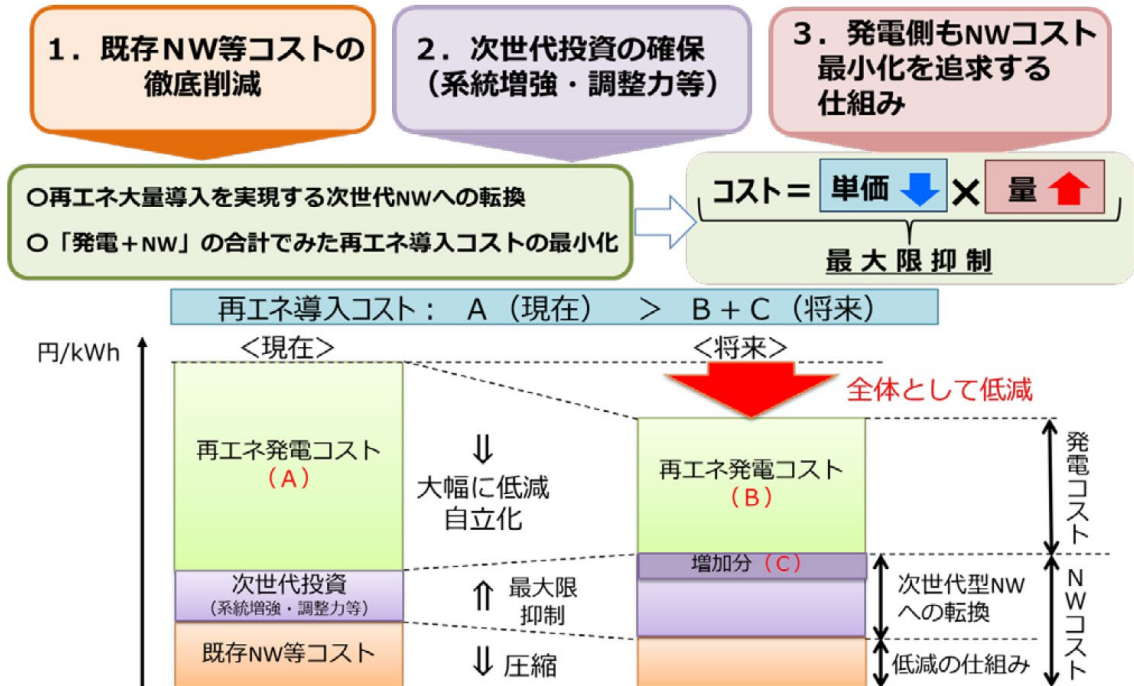 1．既存NW等コストの
徹底削減
2．次世代投資の確保
（系統増強・調整力等）
3．発電側もNWコスト
最小化を追求する
仕組み
○再エネ大量導入を実現する次世代NWへの転換
○「発電＋NW」の合計でみた再エネ導入コストの最小化
コスト＝ 単価 × 量
最大限抑制
再エネ導入コスト： A（現在） ＞ B＋C（将来）
円/kWh
＜現在＞
＜将来＞
全体として低減
再エネ発電コスト
（A）
⇓
大幅に低減
自立化
再エネ発電コスト
（B）
発電コスト
次世代投資
（系統増強・調整力等）
⇑ 最大限
抑制
増加分（C）
次世代型NW
への転換
NWコスト
既存NW等コスト
⇓ 圧縮
低減の仕組み